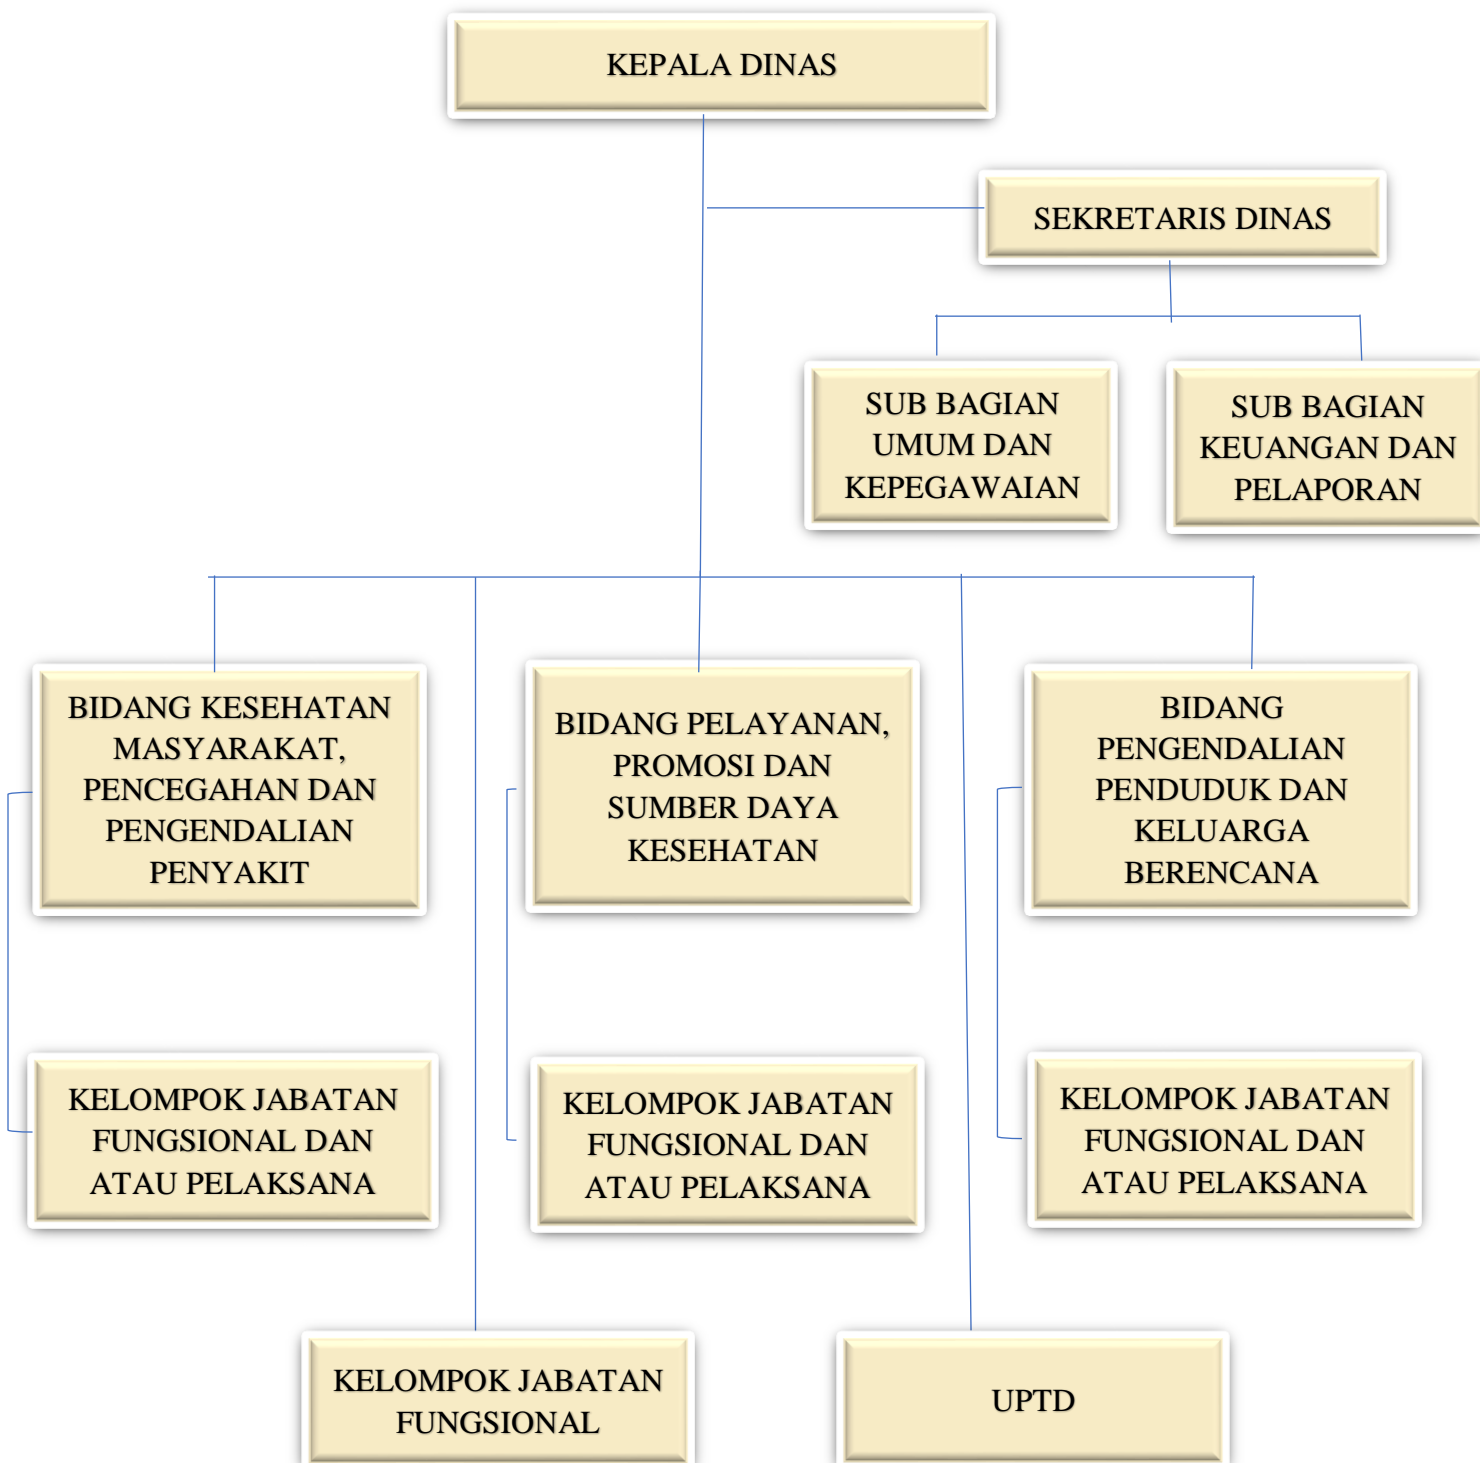 KEPALA DINAS
SEKRETARIS DINAS
SUB BAGIAN
UMUM DAN
KEPEGAWAIAN
SUB BAGIAN
KEUANGAN DAN
PELAPORAN
BIDANG KESEHATAN
MASYARAKAT,
PENCEGAHAN DAN
PENGENDALIAN
PENYAKIT
BIDANG PELAYANAN,
PROMOSI DAN
SUMBER DAYA
KESEHATAN
BIDANG
PENGENDALIAN
PENDUDUK DAN
KELUARGA
BERENCANA
KELOMPOK JABATAN
FUNGSIONAL DAN
ATAU PELAKSANA
KELOMPOK JABATAN
FUNGSIONAL DAN
ATAU PELAKSANA
KELOMPOK JABATAN
FUNGSIONAL DAN
ATAU PELAKSANA
KELOMPOK JABATAN
FUNGSIONAL
UPTD